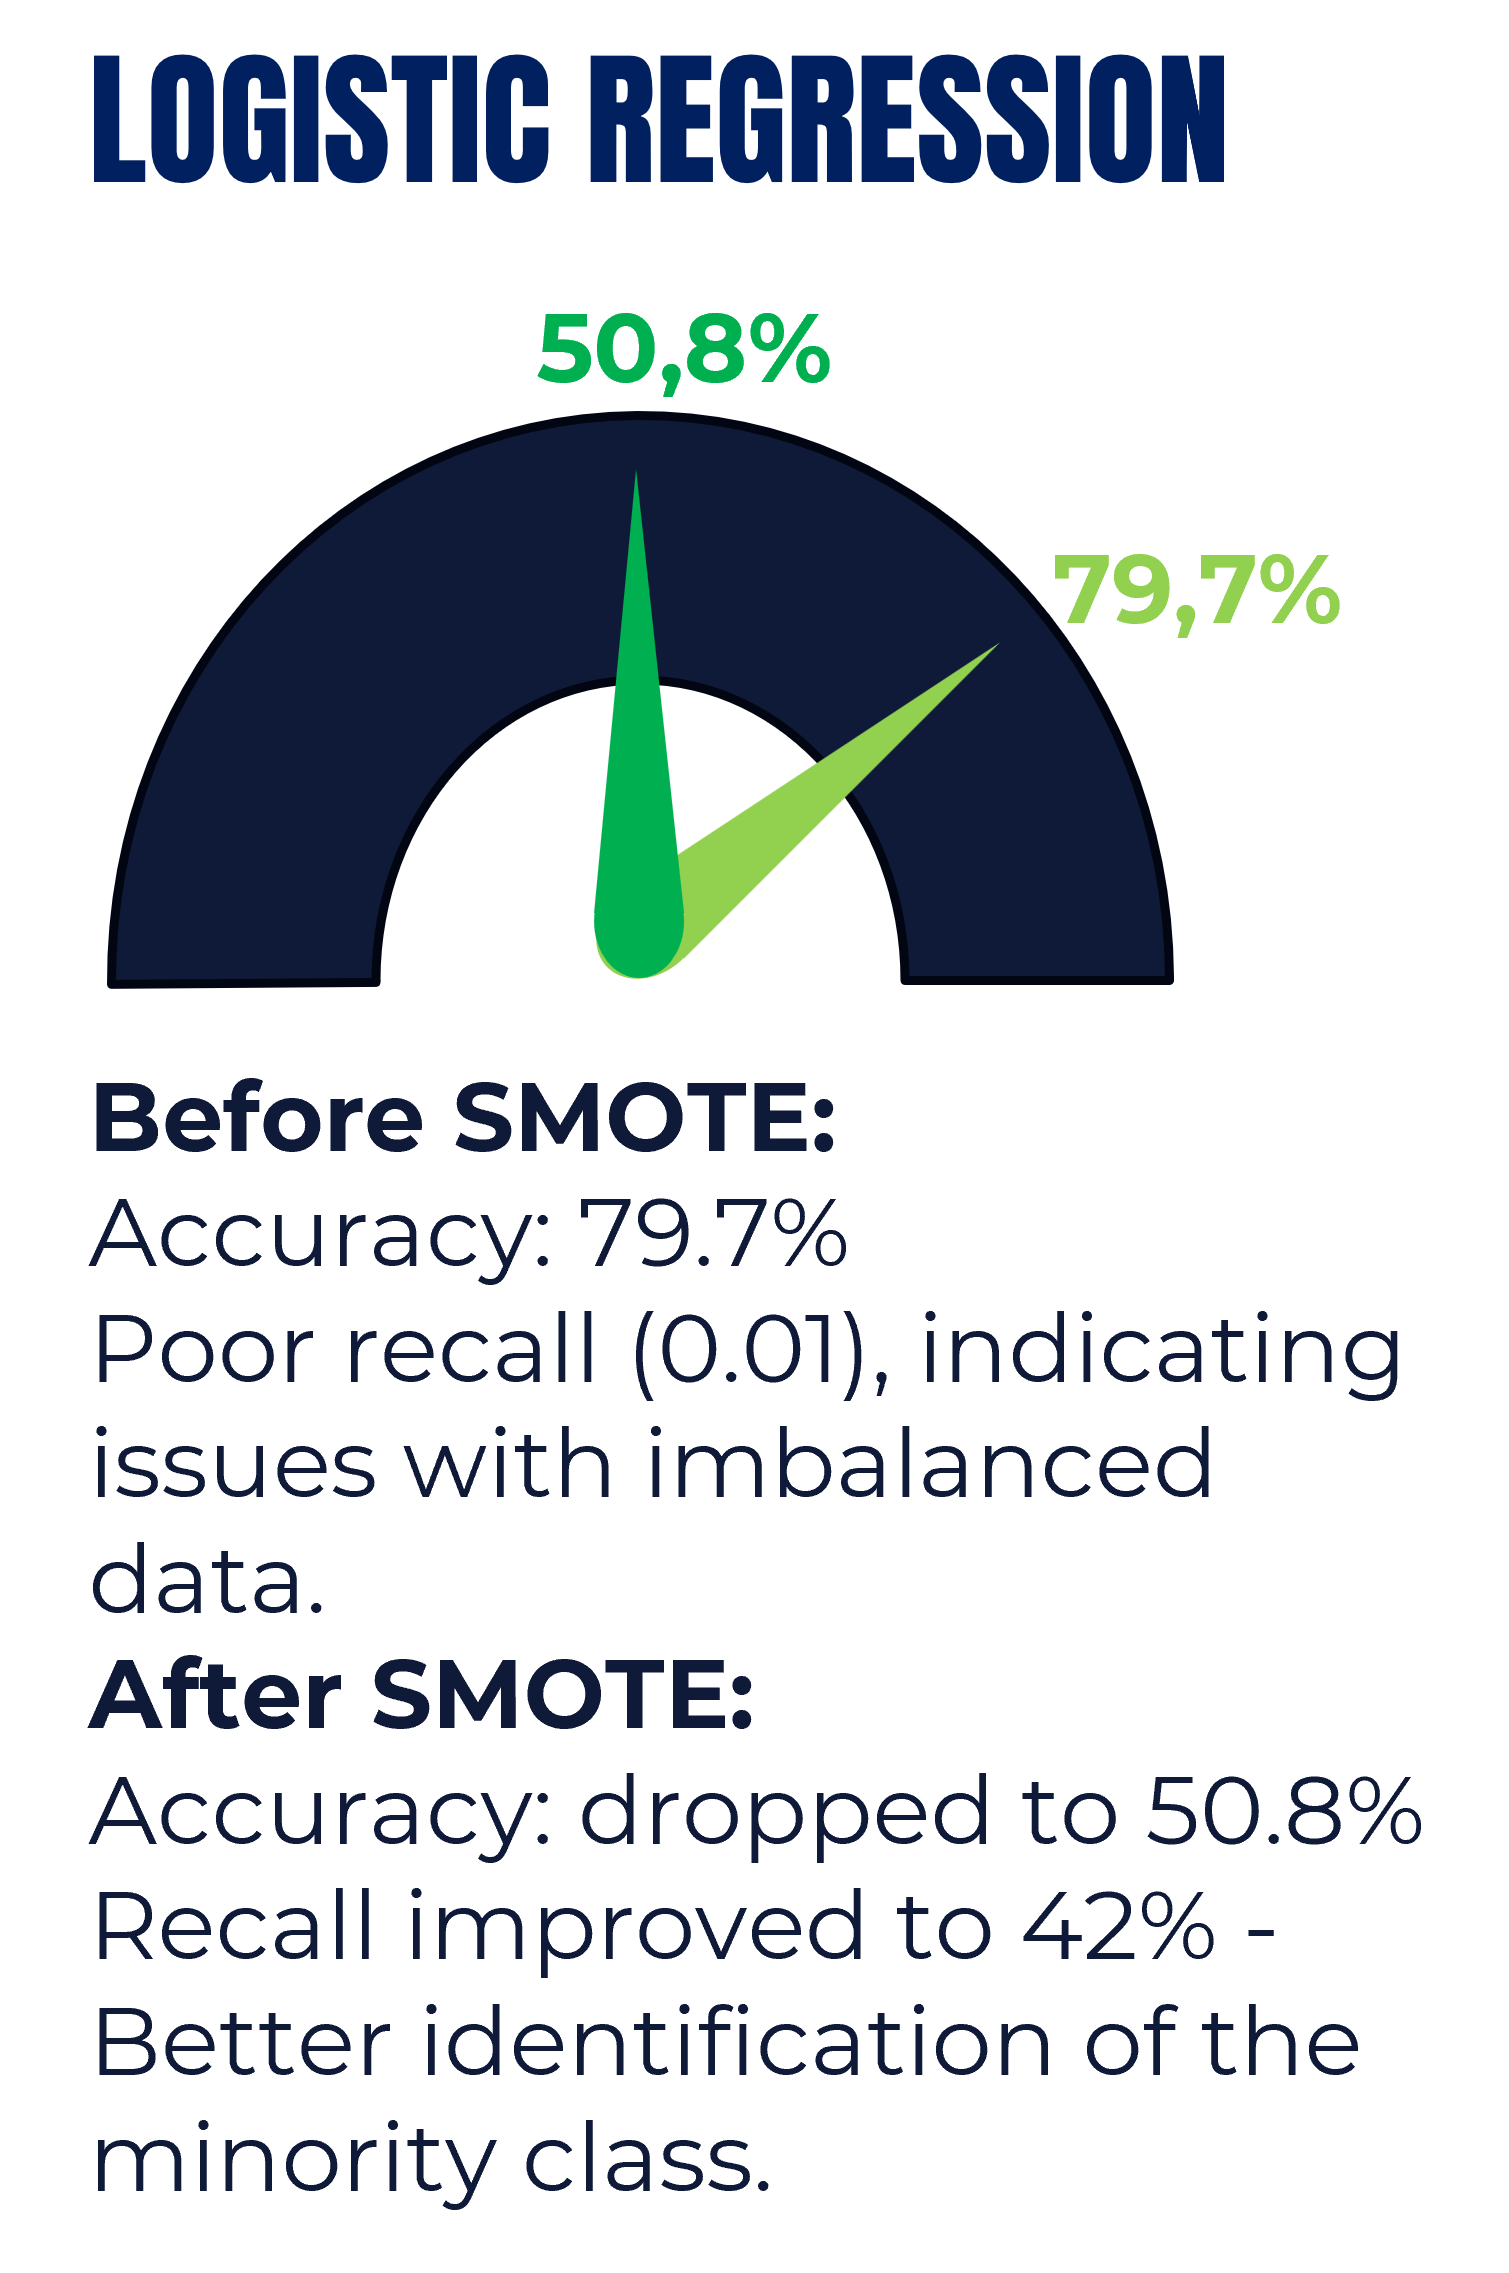 LOGISTIC REGRESSION
50,8%
79,7%
Before SMOTE:
Accuracy: 79.7%
Poor recall (0.01), indicating
issues with imbalanced
data.
After SMOTE:
Accuracy: dropped to 50.8%
Recall improved to 42% -
Better identification of the
minority class.